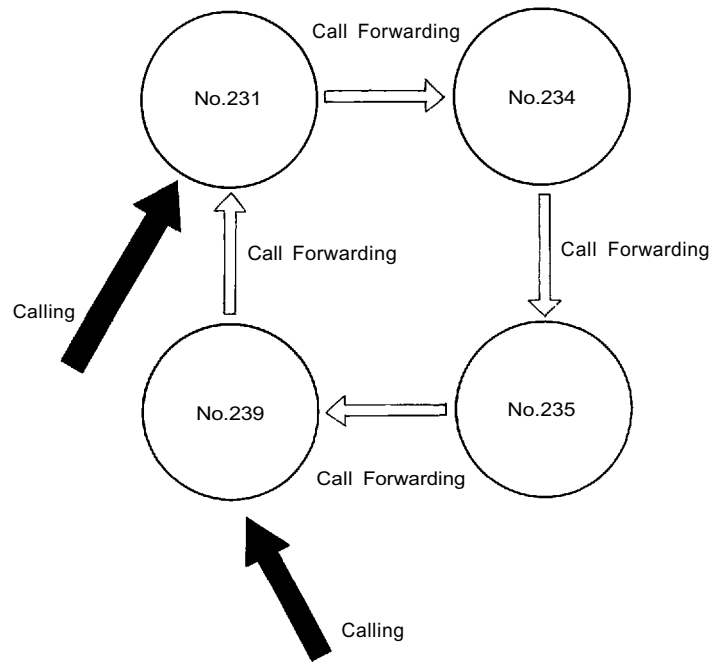 Call Forwarding
No.231
No.234
Call Forwarding
Call Forwarding
Calling
No.239
No.235
Call Forwarding
Calling